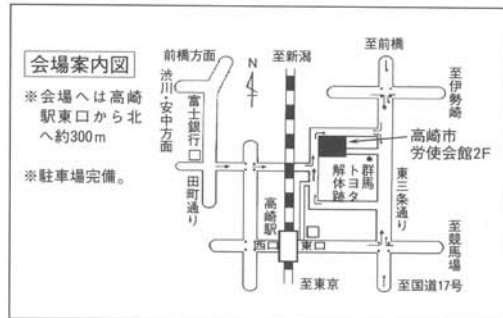 会場案内図
※会場へは高崎
駅東口から北
へ約300m
※駐車場完備。
前橋方面
渋川・安中方面
富士銀行
田町通り
至新潟
N
至前橋
至伊勢崎
高崎市
労使会館2F
群馬
トヨタ
解体跡
東三条通り
高崎駅
西口
東口
至競馬場
至東京
至国道17号